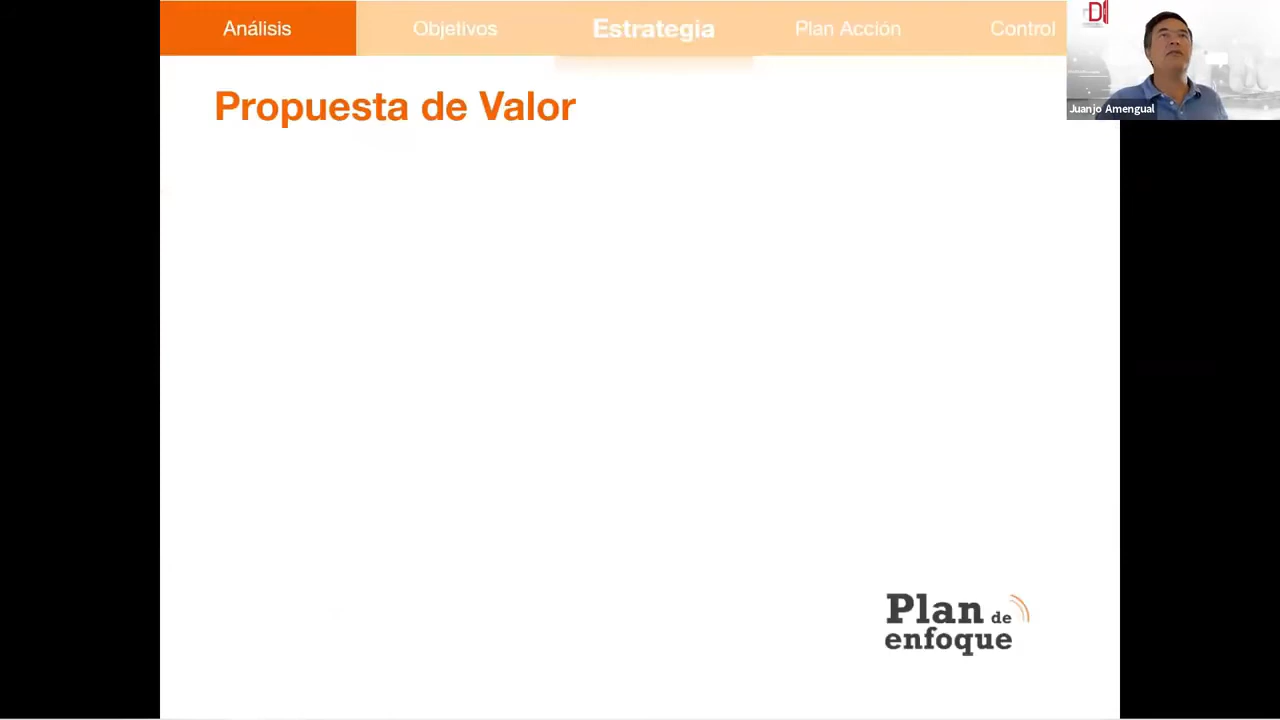 Análisis Objetivos Estrategia Plan Acción Control
D
Juanjo Amengual
Propuesta de Valor
Plan de
enfoque